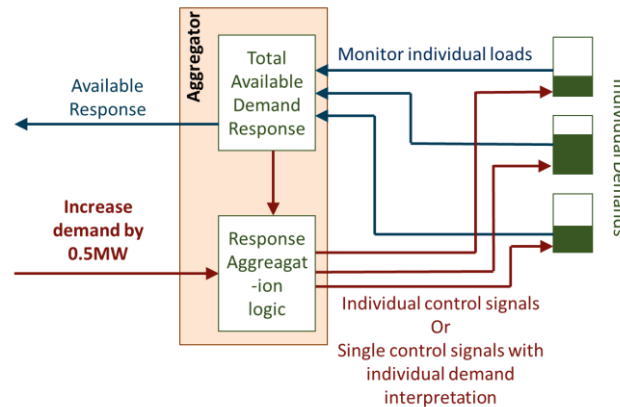 Aggregator
Total
Available
Demand
Response
Monitor individual loads
Available
Response
Individual Demands
Increase
demand by
0.5MW
Response
Aggreagat
-ion
logic
Individual control signals
Or
Single control signals with
individual demand
interpretation